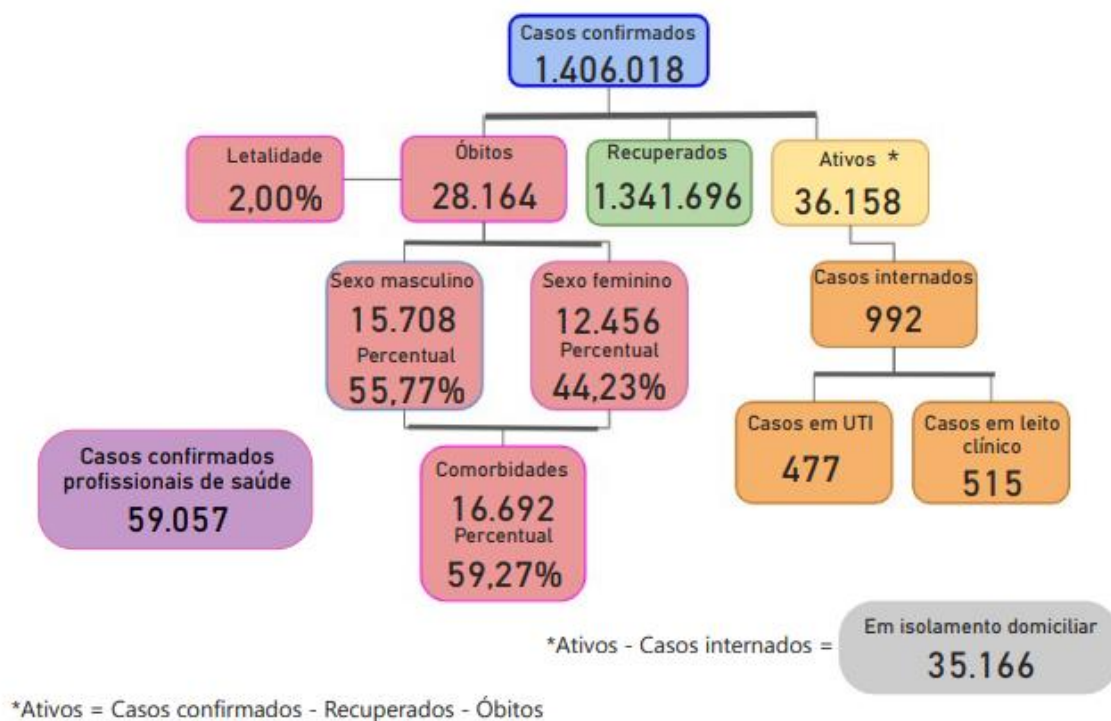 Casos confirmados
1.406.018
Letalidade
2,00%
Óbitos
28.164
Recuperados
1.341.696
Ativos *
36.158
Sexo masculino
15.708
Percentual
55,77%
Sexo feminino
12.456
Percentual
44,23%
Casos internados
992
Casos em UTI
477
Casos em leito
clínico
515
Casos confirmados
profissionais de saúde
59.057
Comorbidades
16.692
Percentual
59,27%
*Ativos - Casos internados =
Em isolamento domiciliar
35.166
*Ativos = Casos confirmados - Recuperados - Óbitos